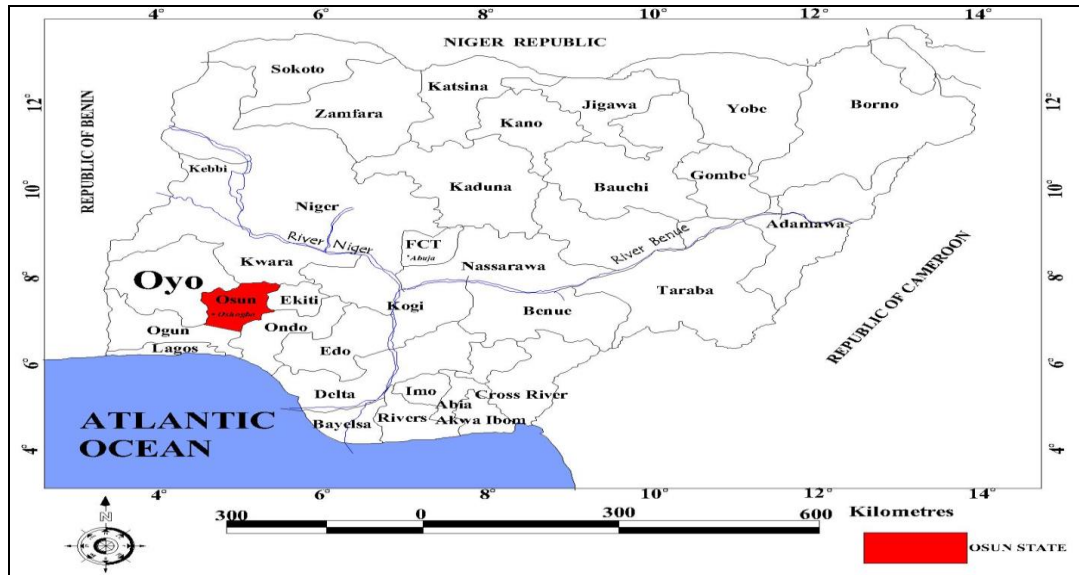 4° 6° 8° 10° 12° 14°
NIGER REPUBLIC
Sokoto
Katsina
Zamfara
Jigawa
Kano
Yobe
Borno
12°
12°
REPUBLIC OF BENIN
Kebbi
Kaduna
Bauchi
Gombe
10°
10°
Niger
River Niger
FCT
Abuja
River Benue
Adamawa
Kwara
Nassarawa
Taraba
8°
8°
Oyo
Osun
Ekiti
Kogi
Benue
REPUBLIC OF CAMEROON
Ogun
Ondo
Lagos
Edo
6°
6°
Delta
Imo
Cross River
Abia
Bayelsa
Rivers
Akwa Ibom
ATLANTIC
OCEAN
4°
4°
4° 6° 8° 10° 12° 14°
N
300 0 300 600 Kilometres
OSUN STATE